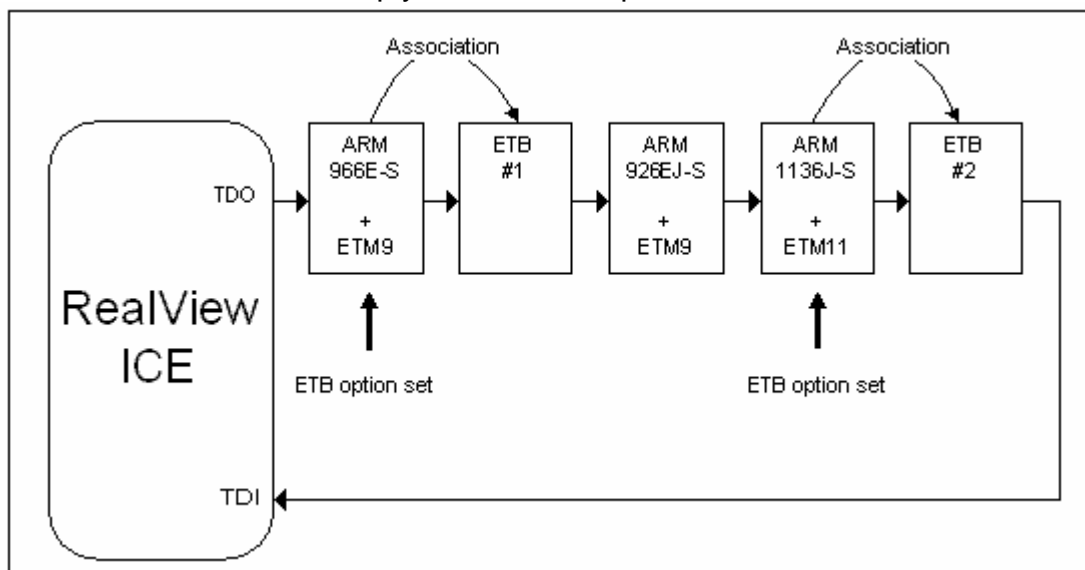 Association
Association
ARM
966E-S
+
ETM9
ETB
#1
ARM
926EJ-S
+
ETM9
ARM
1136J-S
+
ETM11
ETB
#2
TDO
RealView
ICE
TDI
ETB option set
ETB option set